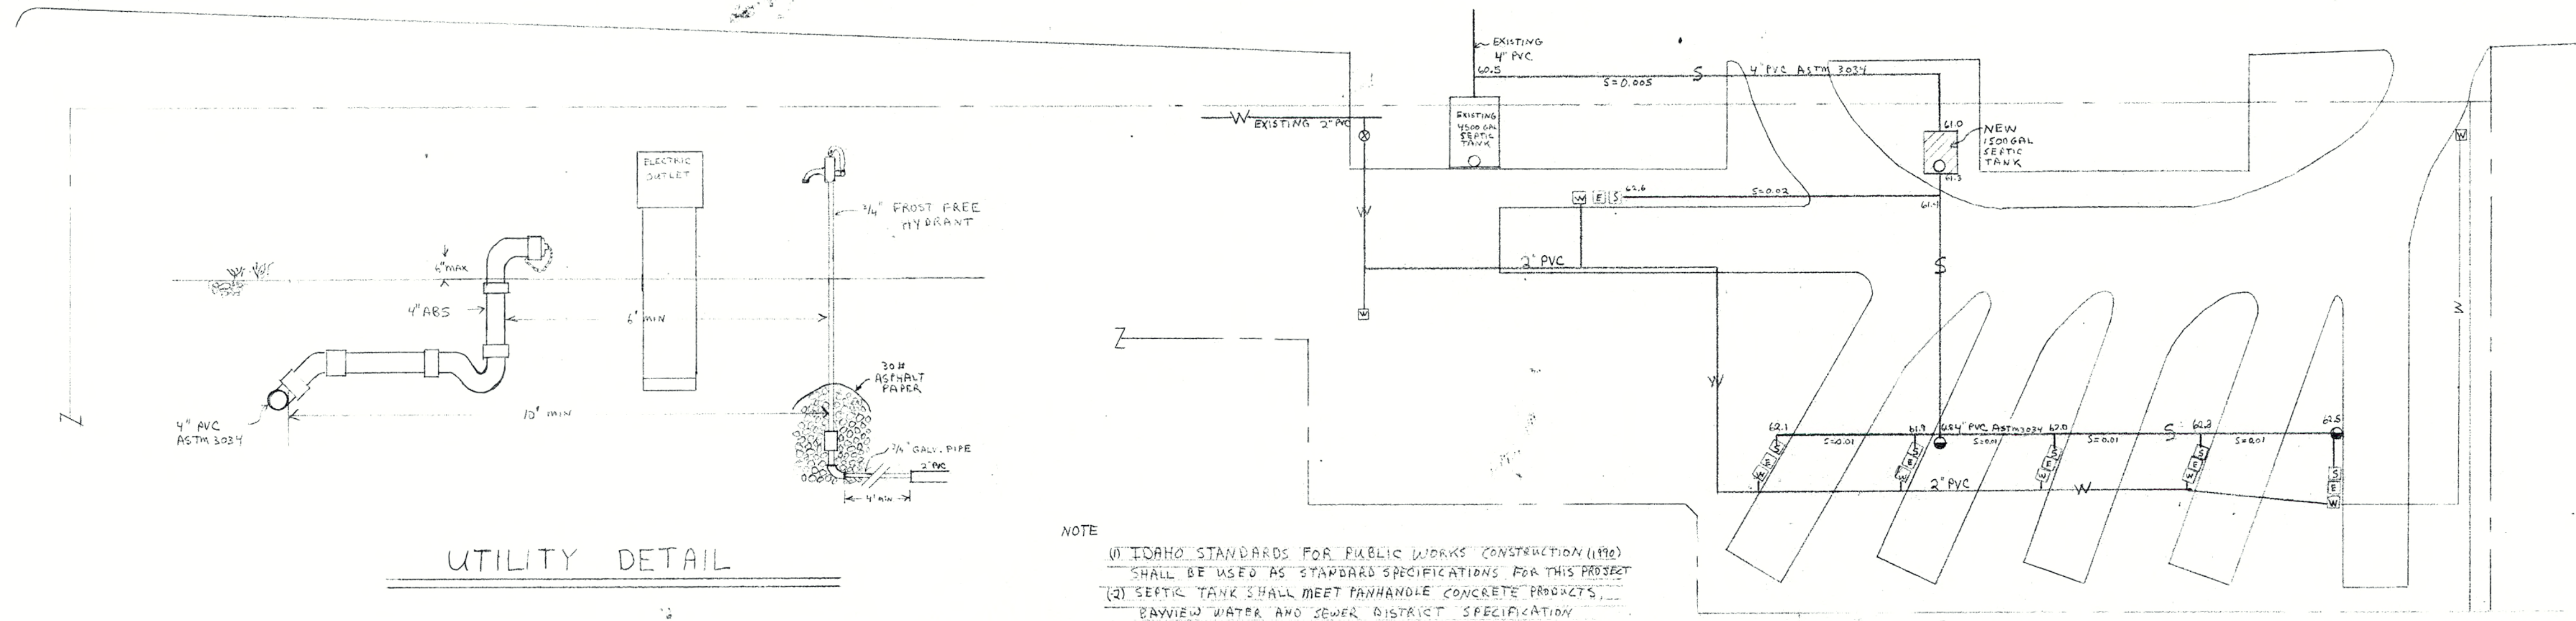 ELECTRIC
OUTLET
3/4" FROST FREE
HYDRANT
6" MAX
4" ABS
6' MIN
30#
ASPHALT
PAPER
4" PVC
ASTM 3034
10' MIN
3/4" GALV. PIPE
2" PVC
4' MIN
Z
UTILITY DETAIL
EXISTING
4" PVC
60.5
S=0.005
S
4" PVC ASTM 3034
W
EXISTING 2" PVC
EXISTING
4500 GAL
SEPTIC
TANK
61.0
NEW
1500 GAL
SEPTIC
TANK
61.3
W
W E S
62.6
S=0.02
61.4
W
2" PVC
S
W
W
Z
W
W
62.1
S=0.01
61.9
4" PVC ASTM 3034
S=0.01
62.0
S=0.01
S
62.2
S=0.01
62.5
S
E
W
S
E
W
S
E
W
S
E
W
S
E
W
2" PVC
W
NOTE
(1) IDAHO STANDARDS FOR PUBLIC WORKS CONSTRUCTION (1990)
SHALL BE USED AS STANDARD SPECIFICATIONS FOR THIS PROJECT
(2) SEPTIC TANK SHALL MEET PANHANDLE CONCRETE PRODUCTS,
BAYVIEW WATER AND SEWER DISTRICT SPECIFICATION